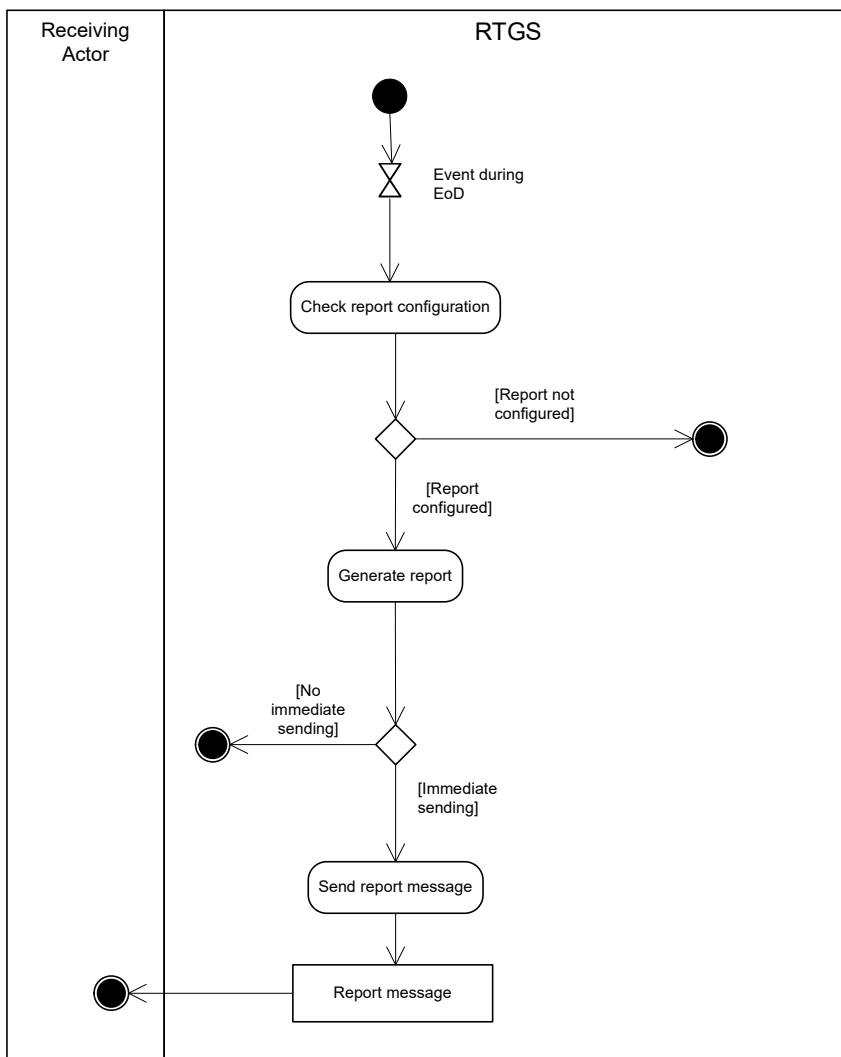 Receiving
Actor
RTGS
Event during
EoD
Check report configuration
[Report not
configured]
[Report
configured]
Generate report
[No
immediate
sending]
[Immediate
sending]
Send report message
Report message